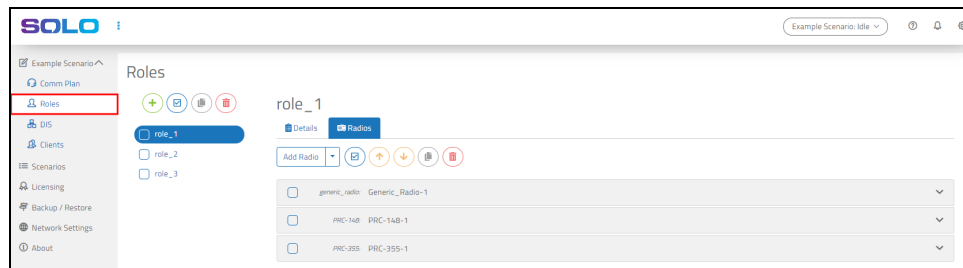 SOLO
Example Scenario: Idle
Example Scenario
Comm Plan
Roles
DIS
Clients
Scenarios
Licensing
Backup / Restore
Network Settings
About
Roles
role_1
role_2
role_3
role_1
Details Radios
Add Radio
generic_radio: Generic_Radio-1
PRC-148: PRC-148-1
PRC-355: PRC-355-1